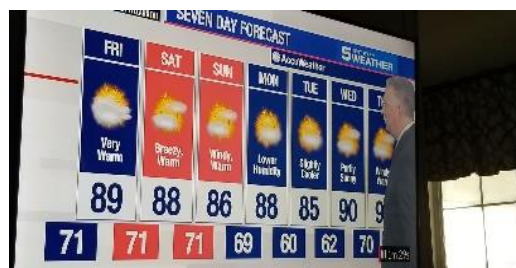 SEVEN DAY FORECAST
5
WEATHER
AccuWeather
FRI SAT SUN MON TUE WED
Very Warm
Breezy, Warm
Windy, Warm
Lower Humidity
Slightly Cooler
Partly Sunny
89 88 86 88 85 90 9
71 71 71 69 60 62 70